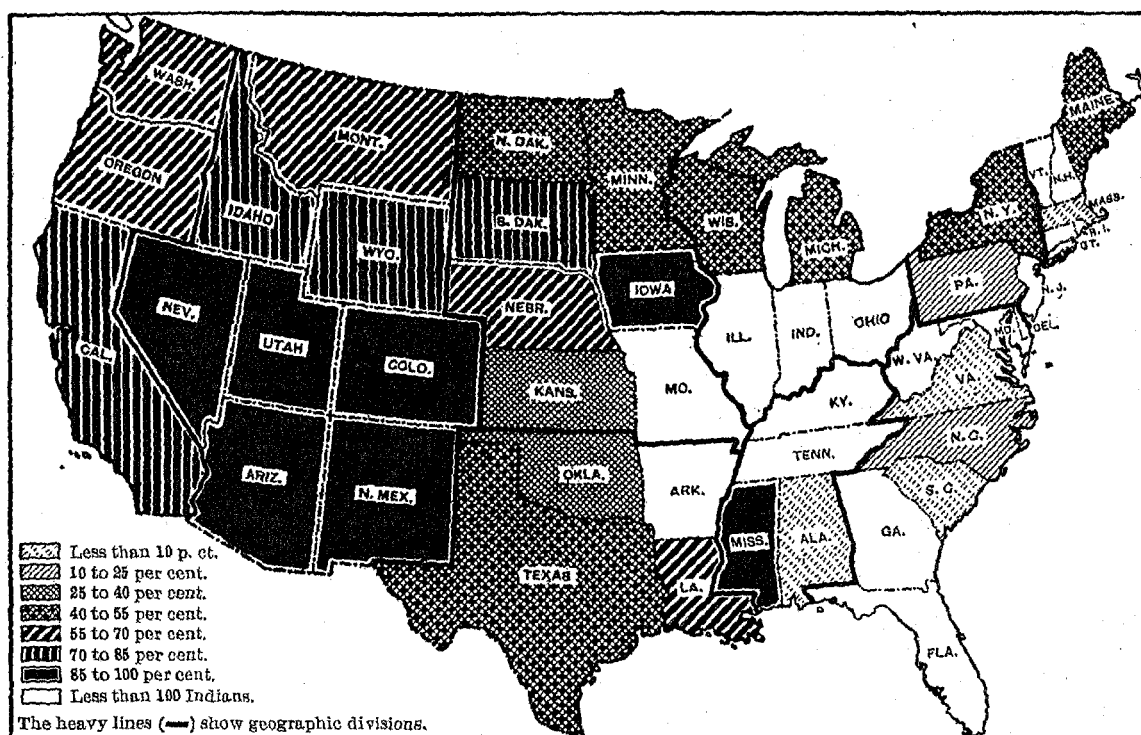 WASH.
MONT.
N. DAK.
MINN.
MAINE
OREGON
IDAHO
WYO.
S. DAK.
WIS.
MICH.
N. Y.
VT.
N.H.
MASS.
R. I.
CT.
NEV.
UTAH
COLO.
NEBR.
IOWA
ILL.
IND.
OHIO
PA.
N. J.
MD.
DEL.
CAL.
KANS.
MO.
KY.
W. VA.
VA.
ARIZ.
N. MEX.
OKLA.
ARK.
TENN.
N. C.
S. C.
TEXAS
LA.
MISS.
ALA.
GA.
FLA.
Less than 10 p. ct.
10 to 25 per cent.
25 to 40 per cent.
40 to 55 per cent.
55 to 70 per cent.
70 to 85 per cent.
85 to 100 per cent.
Less than 100 Indians.
The heavy lines (▬) show geographic divisions.